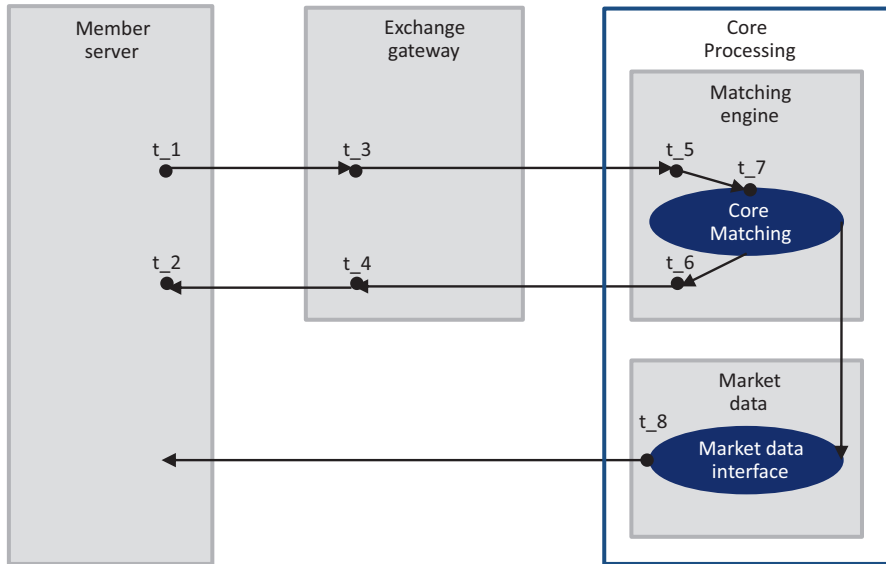 Member
server
Exchange
gateway
Core
Processing
Matching
engine
t_1
t_3
t_5
t_7
Core
Matching
t_2
t_4
t_6
Market
data
t_8
Market data
interface